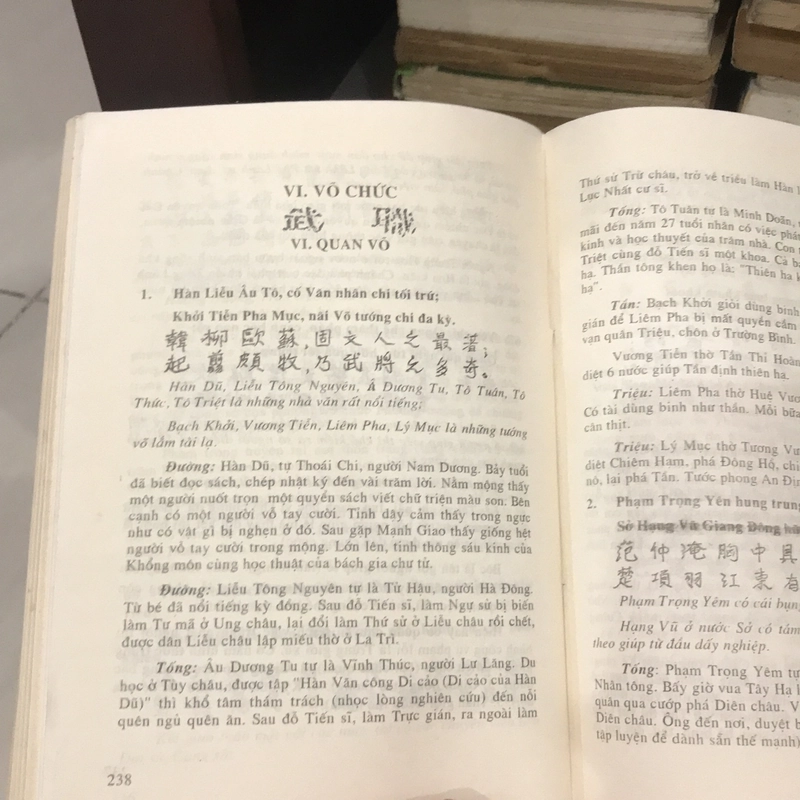 VI. VÕ CHỨC
武 職
VI. QUAN VÕ
1. Hàn Liễu Âu Tô, cố Văn nhân chi tối trứ;
Khởi Tiễn Pha Mục, nãi Võ tướng chi đa kỳ.
韓柳歐蘇,固文人之最著;
起翦頗牧,乃武將之多奇。
Hàn Dũ, Liễu Tông Nguyên, Â Dương Tu, Tô Tuân, Tô
Thức, Tô Triệt là những nhà văn rất nổi tiếng;
Bạch Khởi, Vương Tiễn, Liêm Pha, Lý Mục là những tướng
võ lắm tài lạ.
Đường: Hàn Dũ, tự Thoái Chi, người Nam Dương. Bảy tuổi
đã biết đọc sách, chép nhật ký đến vài trăm lời. Nằm mộng thấy
một người nuốt trọn một quyển sách viết chữ triện màu son. Bên
cạnh có một người vỗ tay cười. Tỉnh dậy cảm thấy trong ngực
như có vật gì bị nghẹn ở đó. Sau gặp Mạnh Giao thấy giống hệt
người vỗ tay cười trong mộng. Lớn lên, tinh thông sáu kinh của
Khổng môn cùng học thuật của bách gia chư tử.
Đường: Liễu Tông Nguyên tự là Tử Hậu, người Hà Đông.
Từ bé đã nổi tiếng kỳ đồng. Sau đỗ Tiến sĩ, làm Ngự sử bị biến
làm Tư mã ở Ung châu, lại đổi làm Thứ sử ở Liễu châu rồi chết,
được dân Liễu châu lập miếu thờ ở La Trì.
Tống: Âu Dương Tu tự là Vĩnh Thúc, người Lư Lăng. Du
học ở Tùy châu, được tập "Hàn Văn công Di cảo (Di cảo của Hàn
Dũ)" thì khổ tâm thám trách (nhọc lòng nghiên cứu) đến nỗi
quên ngủ quên ăn. Sau đỗ Tiến sĩ, làm Trực gián, ra ngoài làm
238
Thứ sử Trừ châu, trở về triều làm Hàn
Lục Nhất cư sĩ.
Tống: Tô Tuân tự là Minh Doãn,
mãi đến năm 27 tuổi nhân có việc
kinh và học thuyết của trăm nhà. Con
Triệt cùng đỗ Tiến sĩ một khoa. Cả
hạ. Thần tông khen họ là: "Thiên hạ
hạ".
Tần: Bạch Khởi giỏi dùng binh
gián để Liêm Pha bị mất quyền cầm
vạn quân Triệu, chôn ở Trường Bình.
Vương Tiễn thờ Tần Thi Hoàn
diệt 6 nước giúp Tần định thiên hạ.
Triệu: Liêm Pha thờ Huệ Vươ
Có tài dùng binh như thần. Mỗi bữa
cân thịt.
Triệu: Lý Mục thờ Tương Vư
diệt Chiêm Ham, phá Đông Hồ,
nó, lại phá Tần. Tước phong An Địn
2. Phạm Trọng Yên hung trung
Sở Hạng Vũ Giang Đông
范仲淹胸中具
楚項羽江東為
Phạm Trọng Yêm có cái bụng
Hạng Vũ ở nước Sở có tám
theo giúp từ đầu dấy nghiệp.
Tống: Phạm Trọng Yêm tự
Nhân tông. Bấy giờ vua Tây Hạ
quân qua cướp phá Diên châu. V
Diên châu. Ông đến nơi, duyệt b
tập luyện để dành sẵn thế mạnh)